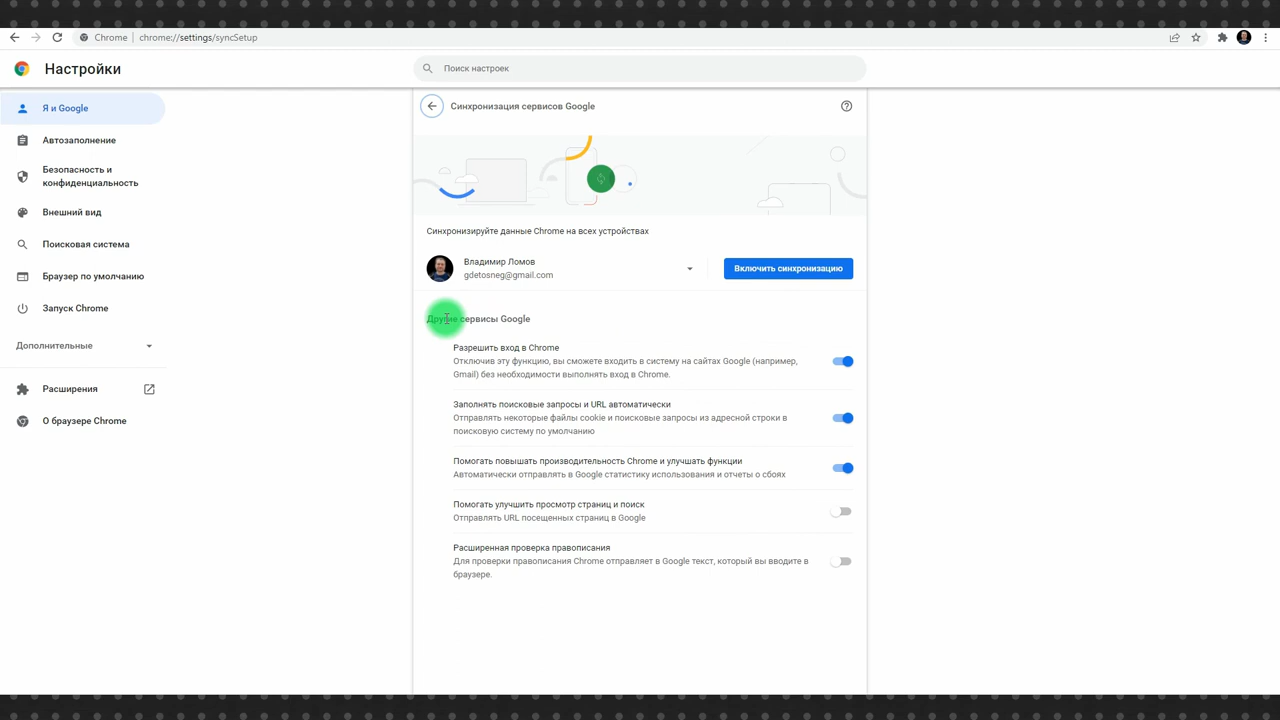 Chrome | chrome://settings/syncSetup
Настройки
Поиск настроек
Я и Google
Автозаполнение
Безопасность и
конфиденциальность
Внешний вид
Поисковая система
Браузер по умолчанию
Запуск Chrome
Дополнительные
Расширения
О браузере Chrome
Синхронизация сервисов Google
Синхронизируйте данные Chrome на всех устройствах
Владимир Ломов
gdetosneg@gmail.com
Включить синхронизацию
Другие сервисы Google
Разрешить вход в Chrome
Отключив эту функцию, вы сможете входить в систему на сайтах Google (например,
Gmail) без необходимости выполнять вход в Chrome.
Заполнять поисковые запросы и URL автоматически
Отправлять некоторые файлы cookie и поисковые запросы из адресной строки в
поисковую систему по умолчанию
Помогать повышать производительность Chrome и улучшать функции
Автоматически отправлять в Google статистику использования и отчеты о сбоях
Помогать улучшить просмотр страниц и поиск
Отправлять URL посещенных страниц в Google
Расширенная проверка правописания
Для проверки правописания Chrome отправляет в Google текст, который вы вводите в
браузере.